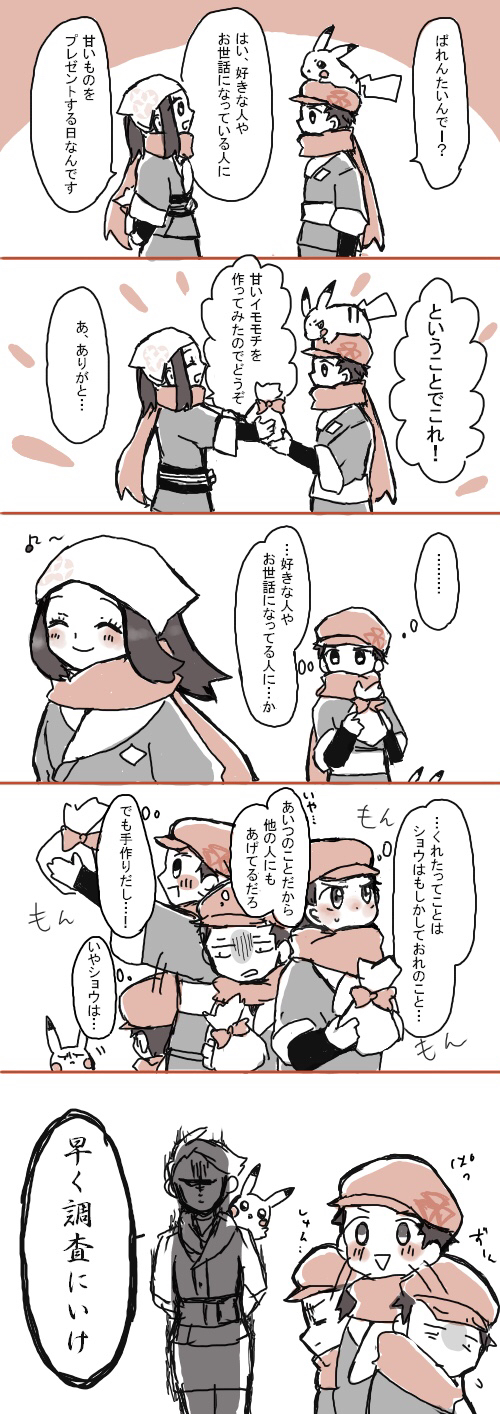 ばれんたいんでー？
はい、好きな人や
お世話になっている人に
甘いものを
プレゼントする日なんです
ということでこれ！
甘いイモモチを
作ってみたのでどうぞ
あ、ありがと…
………
…好きな人や
お世話になってる人に…か
♪〜
…くれたってことは
ショウはもしかしておれのこと…
もん
いや…
あいつのことだから
他の人にも
あげてるだろ
でも手作りだし…！
いやショウは…
もん
もん
ぱっ
ずーん
しゅん…
早く調査にいけ